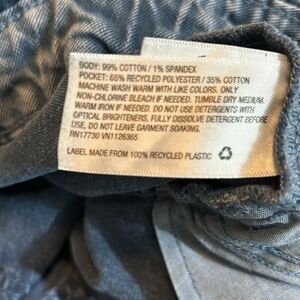 BODY: 99% COTTON / 1% SPANDEX
POCKET: 65% RECYCLED POLYESTER / 35% COTTON
MACHINE WASH WARM WITH LIKE COLORS. ONLY
NON-CHLORINE BLEACH IF NEEDED. TUMBLE DRY MEDIUM.
WARM IRON IF NEEDED. DO NOT USE DETERGENTS WITH
OPTICAL BRIGHTENERS. FULLY DISSOLVE DETERGENT BEFORE
USE, DO NOT LEAVE GARMENT SOAKING.
RN17730 VN1126365
LABEL MADE FROM 100% RECYCLED PLASTIC